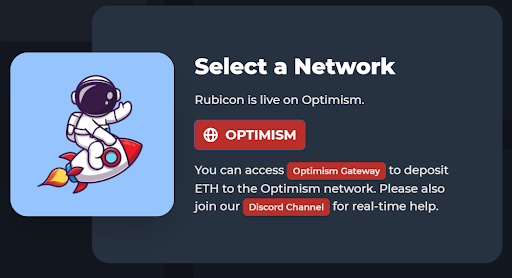 Select a Network
Rubicon is live on Optimism.
OPTIMISM
You can access Optimism Gateway to deposit
ETH to the Optimism network. Please also
join our Discord Channel for real-time help.